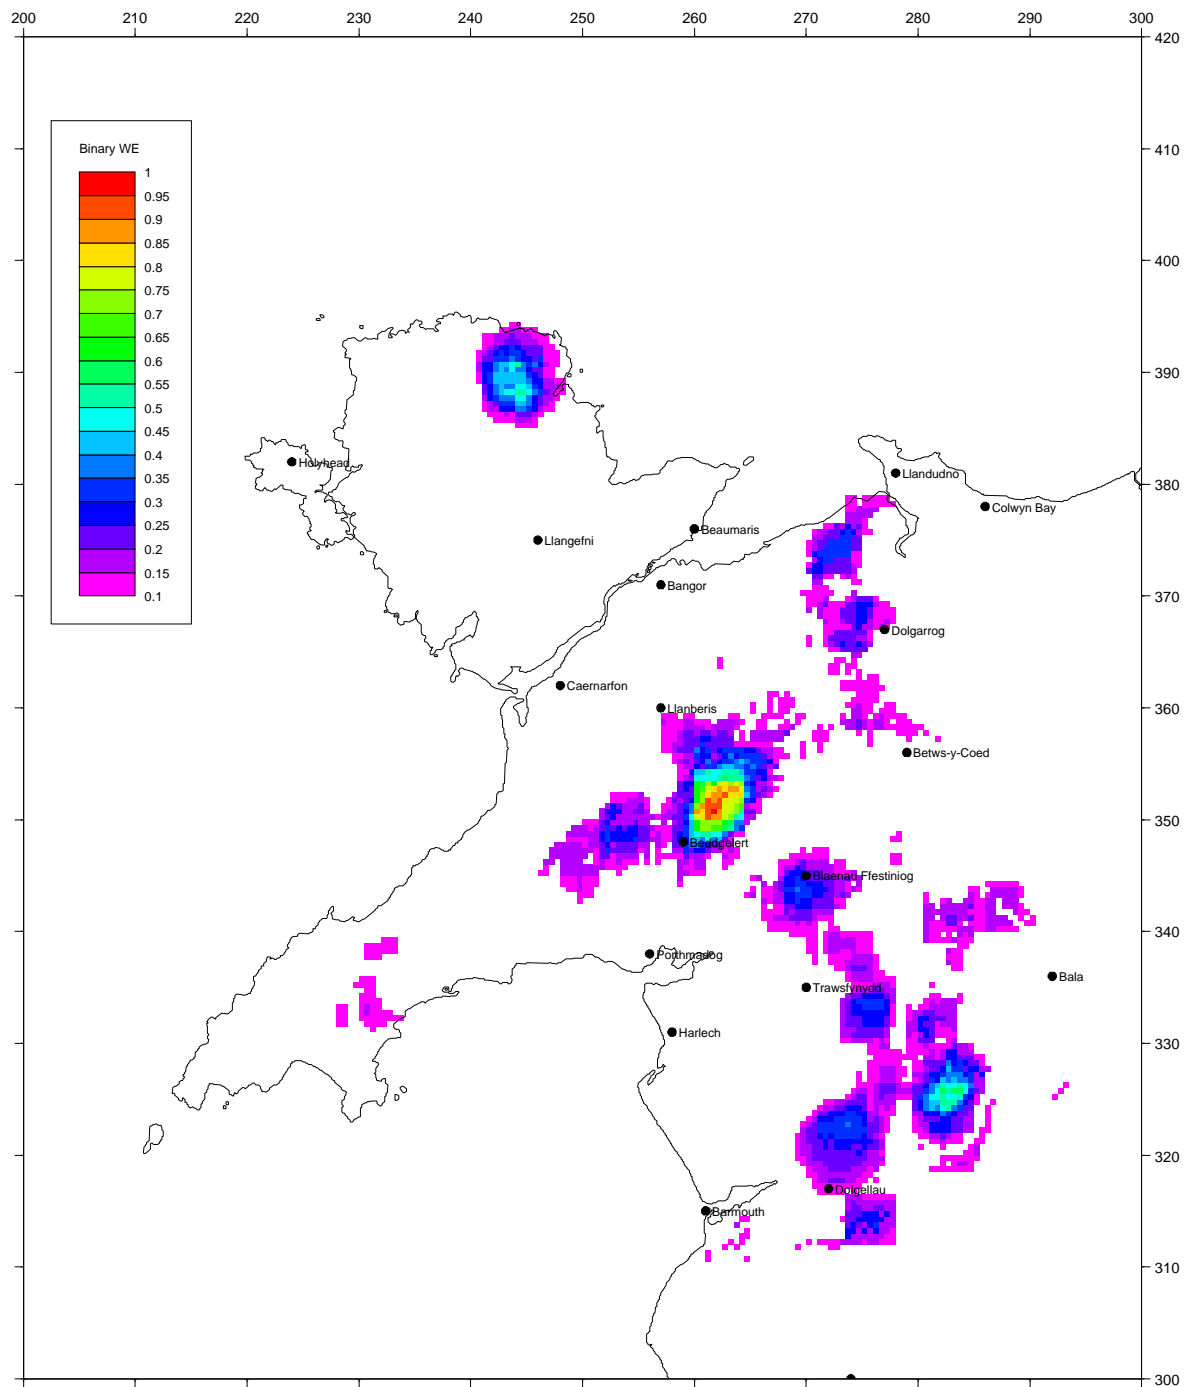 200 210 220 230 240 250 260 270 280 290 300
420
410
400
390
380
370
360
350
340
330
320
310
300
Binary WE
1
0.95
0.9
0.85
0.8
0.75
0.7
0.65
0.6
0.55
0.5
0.45
0.4
0.35
0.3
0.25
0.2
0.15
0.1
Holyhead
Llandudno
Colwyn Bay
Beaumaris
Llangefni
Bangor
Dolgarrog
Caernarfon
Llanberis
Betws-y-Coed
Beddgelert
Blaenau Ffestiniog
Porthmadog
Bala
Trawsfynydd
Harlech
Dolgellau
Barmouth